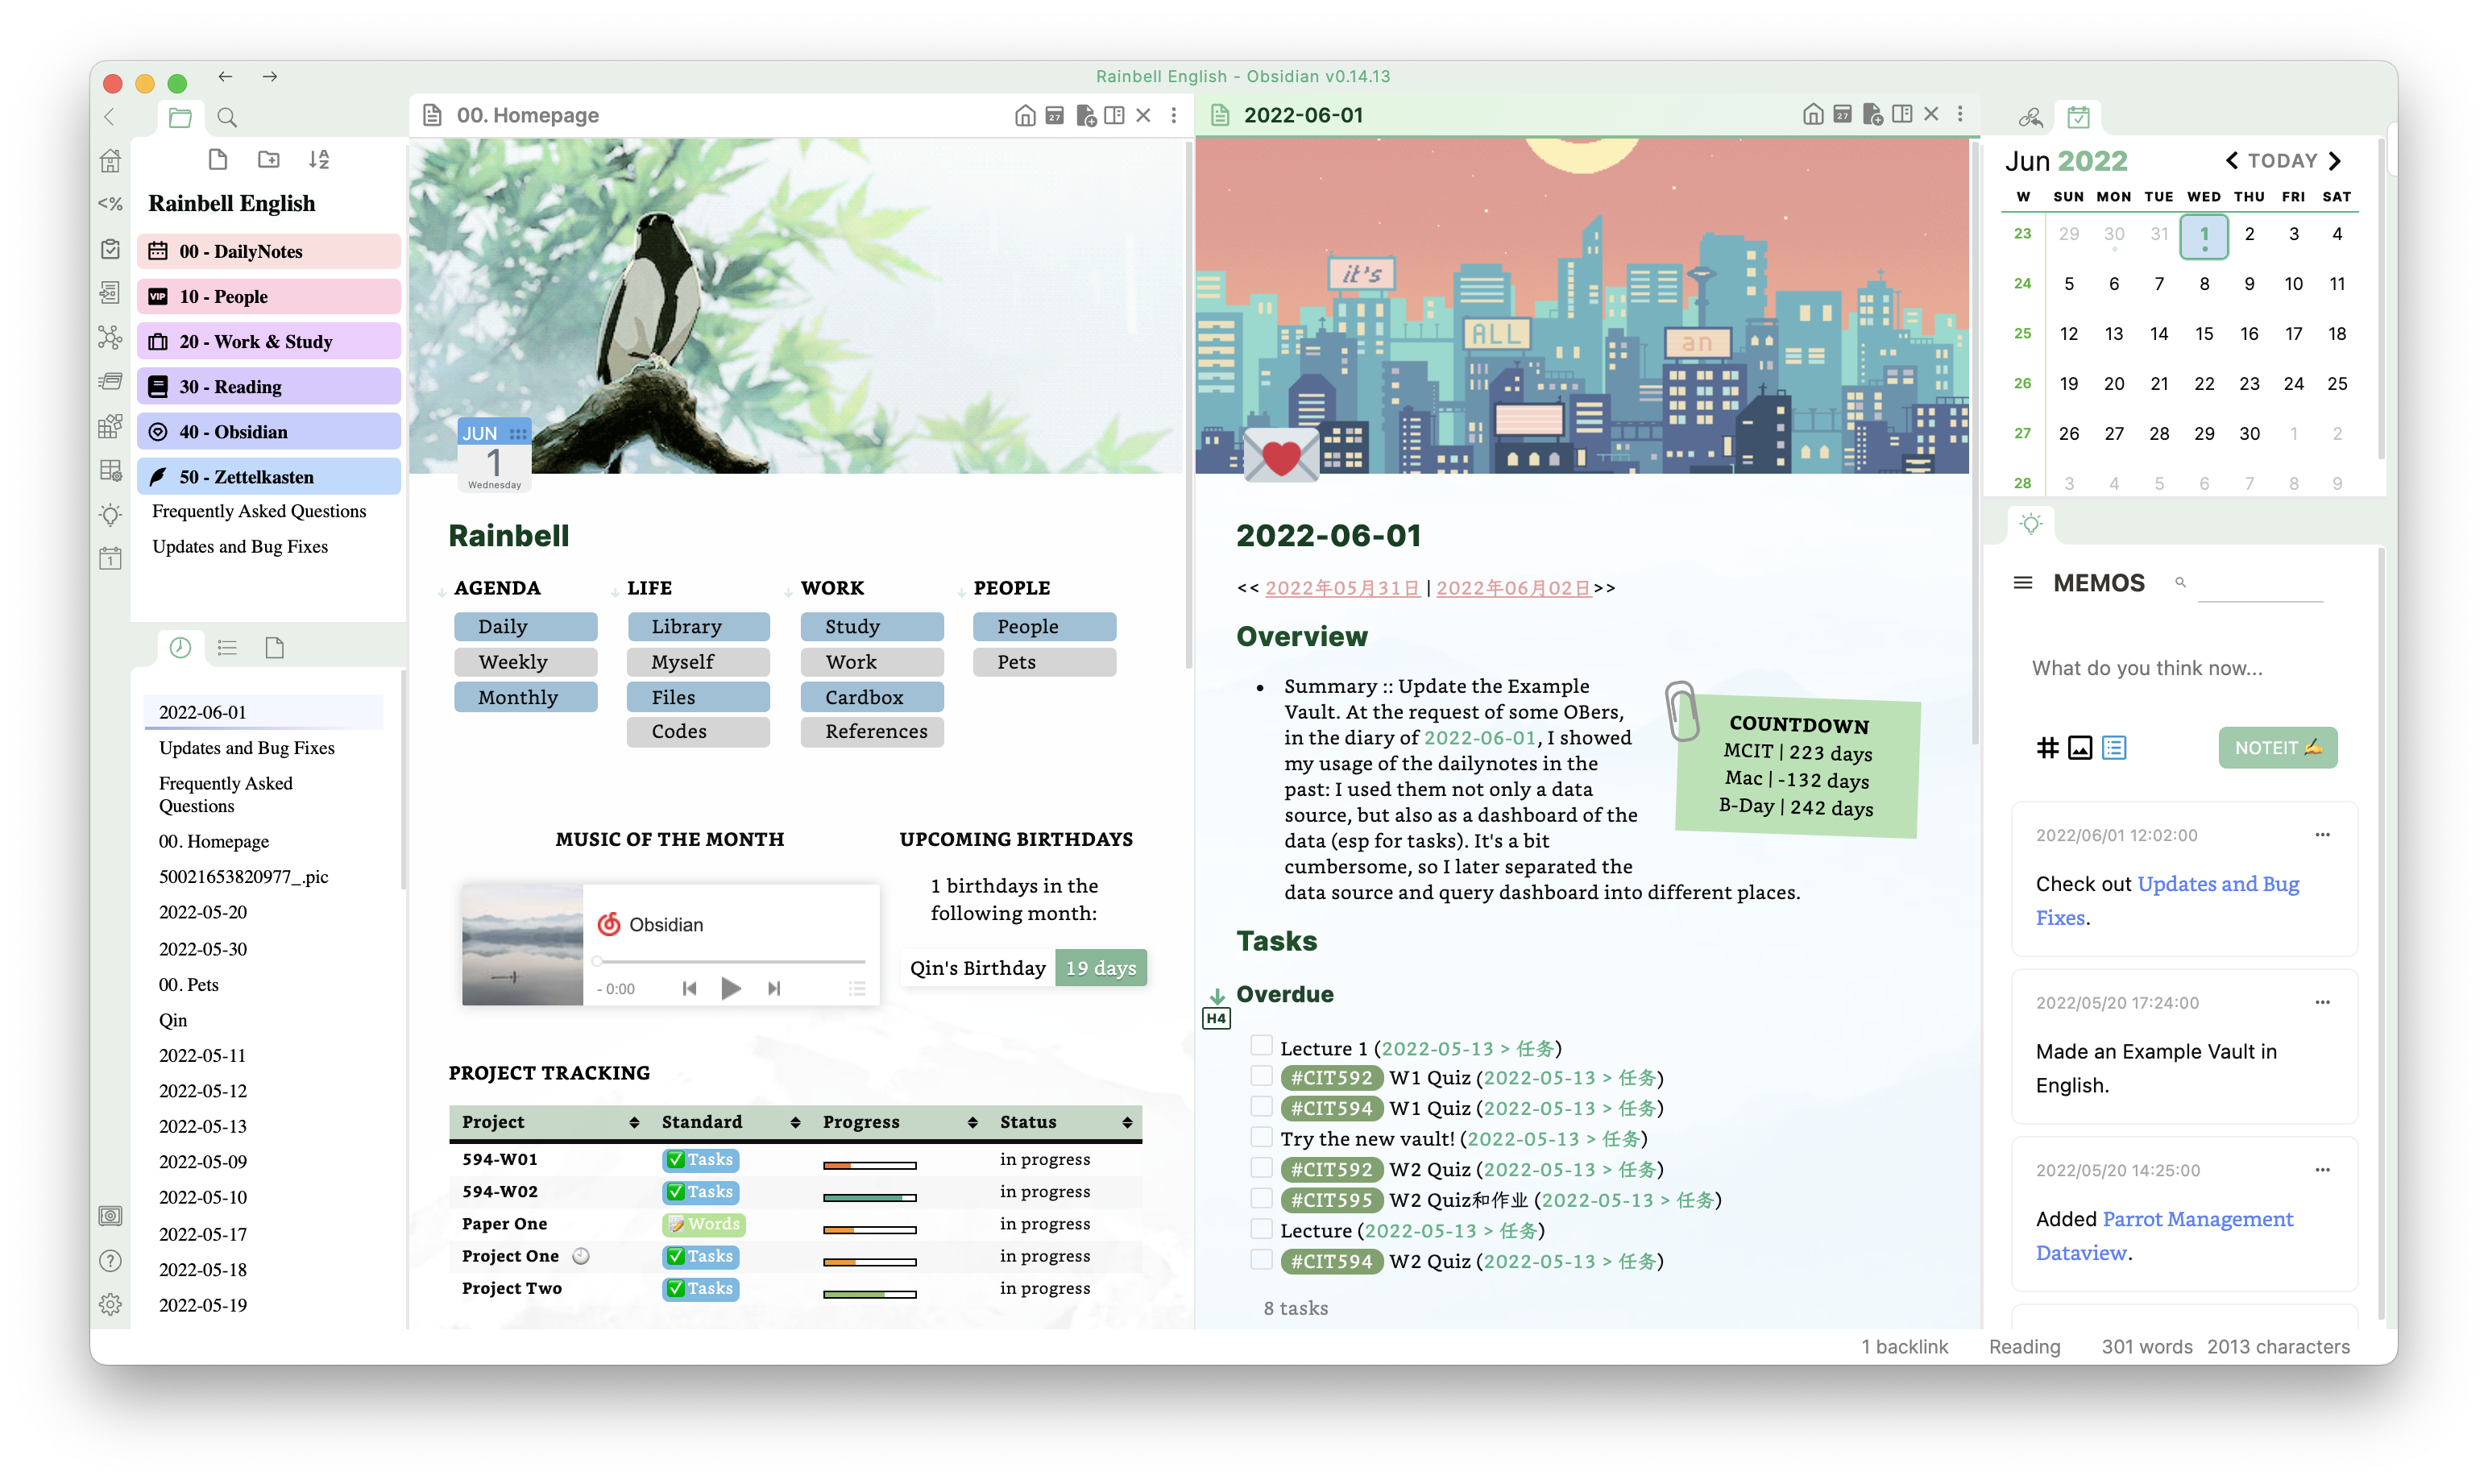 Rainbell English - Obsidian v0.14.13
<%
1
Rainbell English
00 - DailyNotes
VIP 10 - People
20 - Work & Study
30 - Reading
40 - Obsidian
50 - Zettelkasten
Frequently Asked Questions
Updates and Bug Fixes
2022-06-01
Updates and Bug Fixes
Frequently Asked
Questions
00. Homepage
50021653820977_.pic
2022-05-20
2022-05-30
00. Pets
Qin
2022-05-11
2022-05-12
2022-05-13
2022-05-09
2022-05-10
2022-05-17
2022-05-18
2022-05-19
00. Homepage
27
JUN
1
Wednesday
Rainbell
AGENDA
Daily
Weekly
Monthly
LIFE
Library
Myself
Files
Codes
WORK
Study
Work
Cardbox
References
PEOPLE
People
Pets
MUSIC OF THE MONTH
Obsidian
- 0:00
UPCOMING BIRTHDAYS
1 birthdays in the
following month:
Qin's Birthday 19 days
PROJECT TRACKING
Project Standard Progress Status
594-W01 ✅ Tasks in progress
594-W02 ✅ Tasks in progress
Paper One 📝 Words in progress
Project One 🕙 ✅ Tasks in progress
Project Two ✅ Tasks in progress
2022-06-01
27
it's
ALL
an
2022-06-01
<< 2022年05月31日 | 2022年06月02日>>
Overview
• Summary :: Update the Example
Vault. At the request of some OBers,
in the diary of 2022-06-01, I showed
my usage of the dailynotes in the
past: I used them not only a data
source, but also as a dashboard of the
data (esp for tasks). It's a bit
cumbersome, so I later separated the
data source and query dashboard into different places.
COUNTDOWN
MCIT | 223 days
Mac | -132 days
B-Day | 242 days
Tasks
Overdue
H4
Lecture 1 (2022-05-13 > 任务)
#CIT592 W1 Quiz (2022-05-13 > 任务)
#CIT594 W1 Quiz (2022-05-13 > 任务)
Try the new vault! (2022-05-13 > 任务)
#CIT592 W2 Quiz (2022-05-13 > 任务)
#CIT595 W2 Quiz和作业 (2022-05-13 > 任务)
Lecture (2022-05-13 > 任务)
#CIT594 W2 Quiz (2022-05-13 > 任务)
8 tasks
Jun 2022 TODAY
W SUN MON TUE WED THU FRI SAT
23 29 30 31 1 2 3 4
24 5 6 7 8 9 10 11
25 12 13 14 15 16 17 18
26 19 20 21 22 23 24 25
27 26 27 28 29 30 1 2
28 3 4 5 6 7 8 9
MEMOS
What do you think now...
NOTEIT ✍️
2022/06/01 12:02:00
Check out Updates and Bug
Fixes.
2022/05/20 17:24:00
Made an Example Vault in
English.
2022/05/20 14:25:00
Added Parrot Management
Dataview.
1 backlink Reading 301 words 2013 characters